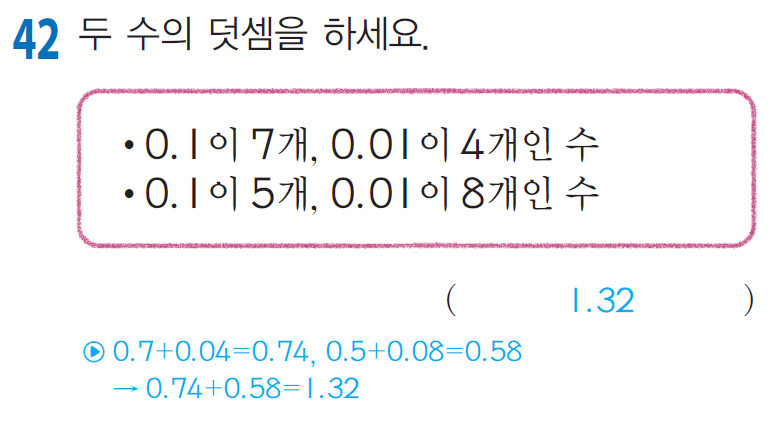 42 두 수의 덧셈을 하세요.
• 0.1이 7개, 0.01이 4개인 수
• 0.1이 5개, 0.01이 8개인 수
( 1.32 )
▶ 0.7+0.04=0.74, 0.5+0.08=0.58
→ 0.74+0.58=1.32